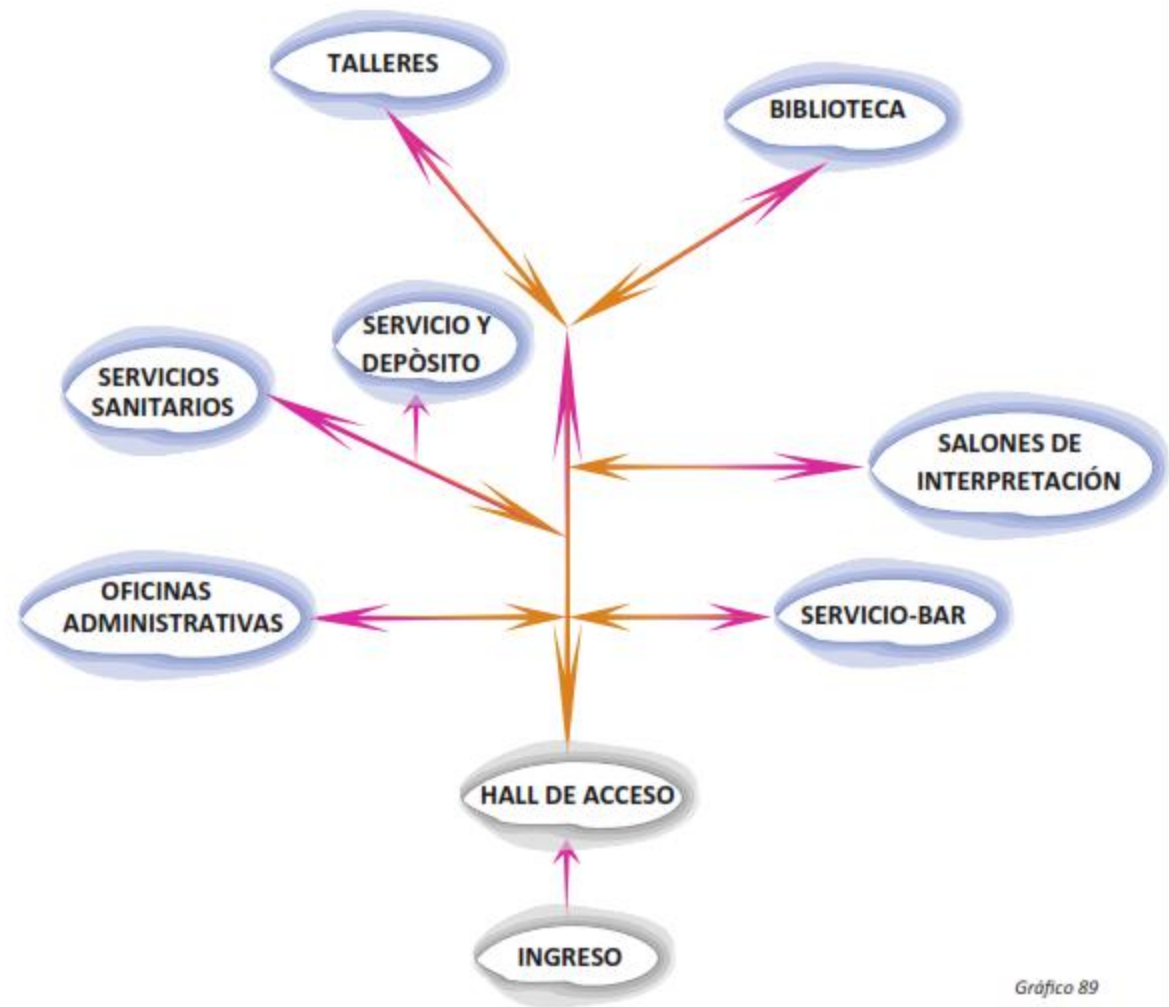 TALLERES
BIBLIOTECA
SERVICIO Y
DEPÒSITO
SERVICIOS
SANITARIOS
SALONES DE
INTERPRETACIÓN
OFICINAS
ADMINISTRATIVAS
SERVICIO-BAR
HALL DE ACCESO
INGRESO
Gráfico 89